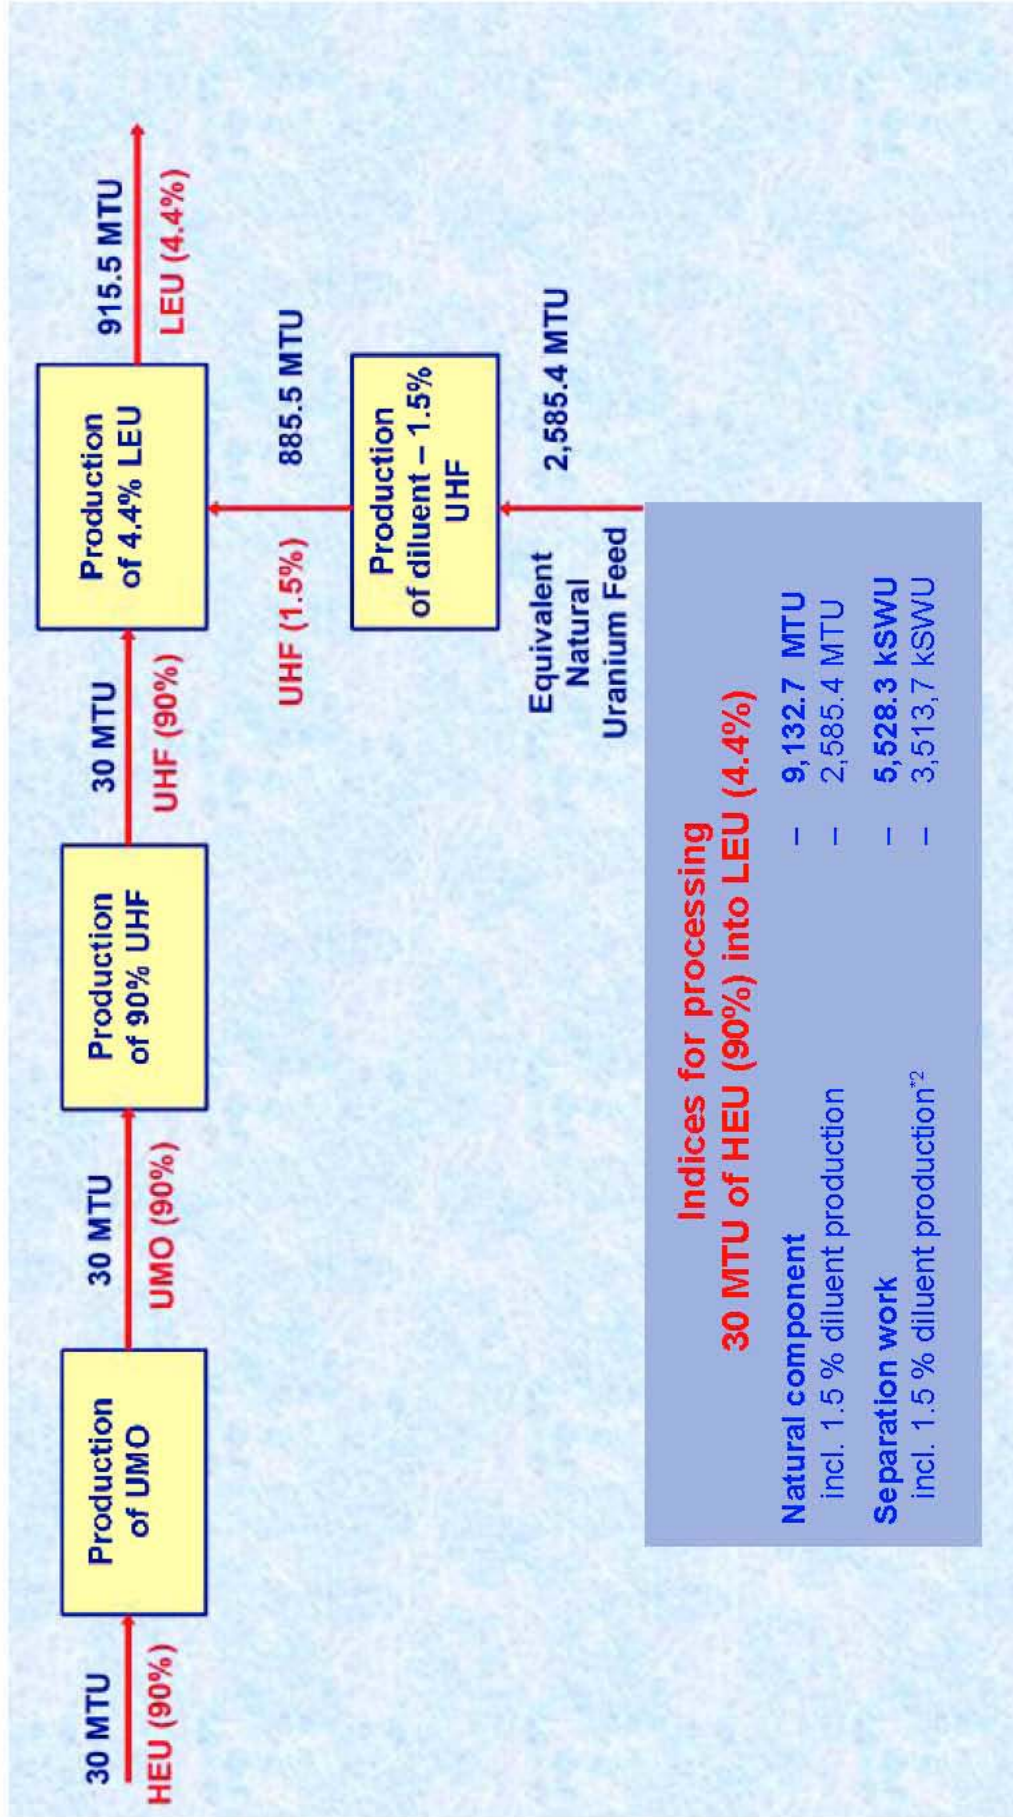 30 MTU
HEU (90%)
Production
of UMO
30 MTU
UMO (90%)
Production
of 90% UHF
30 MTU
UHF (90%)
Production
of 4.4% LEU
915.5 MTU
LEU (4.4%)
UHF (1.5%)
885.5 MTU
Production
of diluent – 1.5%
UHF
Equivalent
Natural
Uranium Feed
2,585.4 MTU
Indices for processing
30 MTU of HEU (90%) into LEU (4.4%)
Natural component – 9,132.7 MTU
incl. 1.5 % diluent production – 2,585.4 MTU
Separation work – 5,528.3 kSWU
incl. 1.5 % diluent production*2 – 3,513,7 kSWU